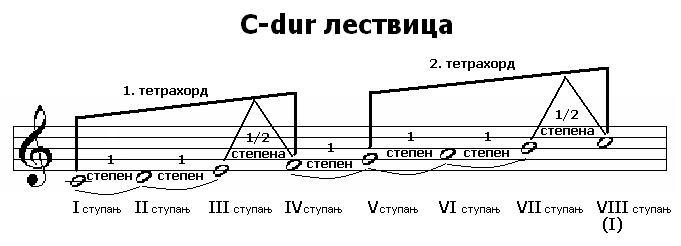 C-dur лествица
1. тетрахорд
2. тетрахорд
1 степен
1 степен
1/2 степена
1 степен
1 степен
1 степен
1/2 степена
I ступањ II ступањ III ступањ IV ступањ V ступањ VI ступањ VII ступањ VIII ступањ
(I)